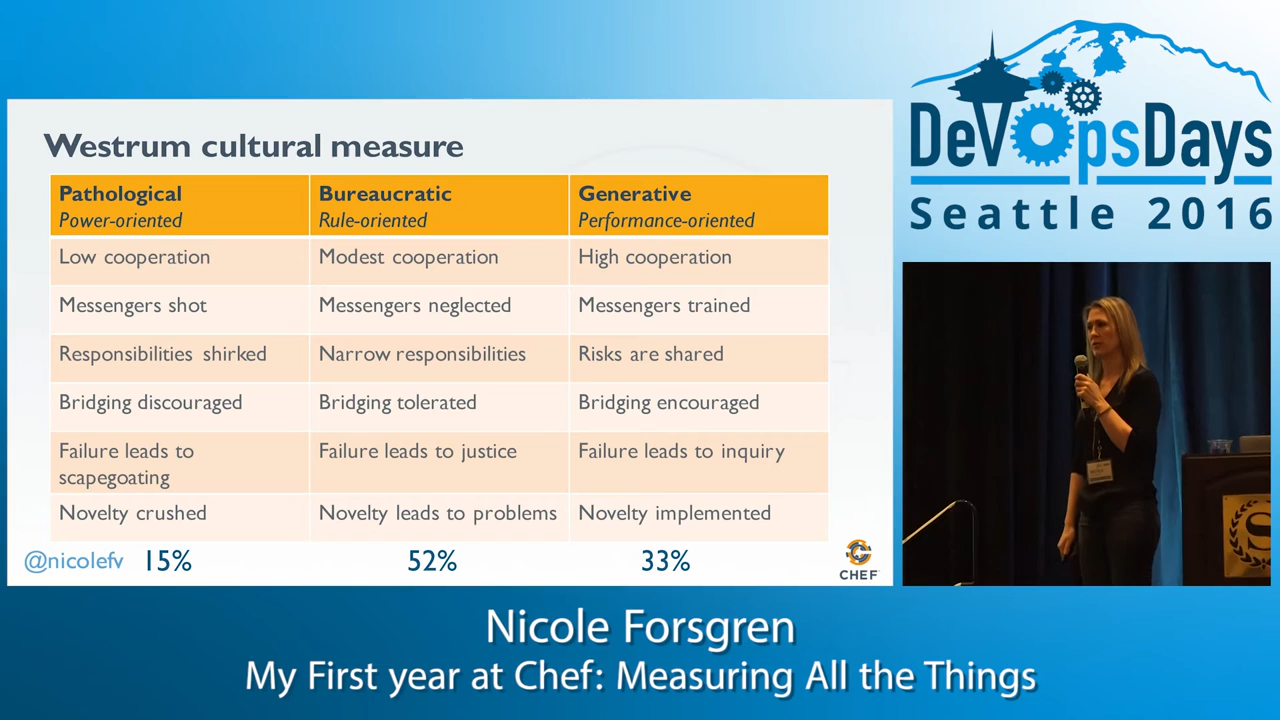 Westrum cultural measure
Pathological
Power-oriented
Bureaucratic
Rule-oriented
Generative
Performance-oriented
Low cooperation
Modest cooperation
High cooperation
Messengers shot
Messengers neglected
Messengers trained
Responsibilities shirked
Narrow responsibilities
Risks are shared
Bridging discouraged
Bridging tolerated
Bridging encouraged
Failure leads to
scapegoating
Failure leads to justice
Failure leads to inquiry
Novelty crushed
Novelty leads to problems
Novelty implemented
@nicolefv
15%
52%
33%
CHEF
DevOpsDays
Seattle 2016
S
Nicole Forsgren
My First year at Chef: Measuring All the Things